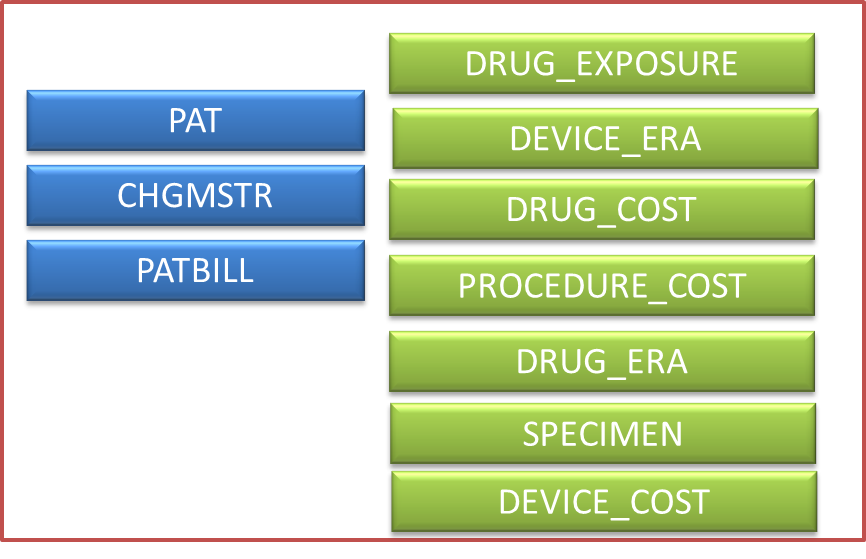 PAT
CHGMSTR
PATBILL
DRUG_EXPOSURE
DEVICE_ERA
DRUG_COST
PROCEDURE_COST
DRUG_ERA
SPECIMEN
DEVICE_COST